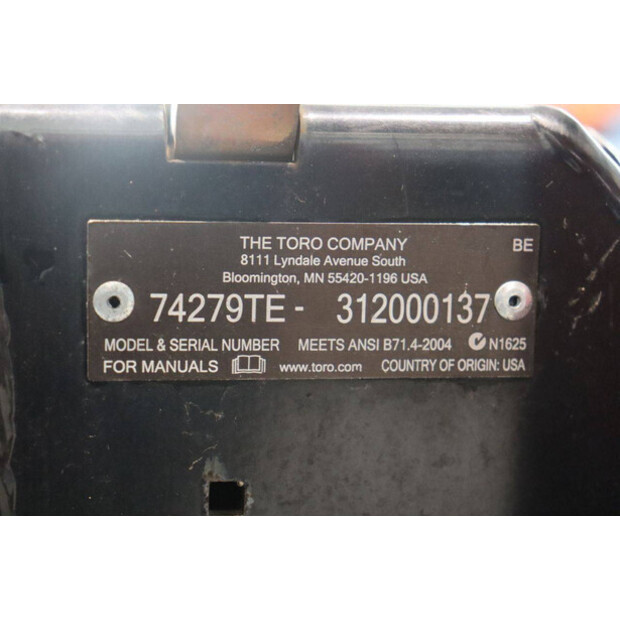 THE TORO COMPANY BE
8111 Lyndale Avenue South
Bloomington, MN 55420-1196 USA
74279TE - 312000137
MODEL & SERIAL NUMBER MEETS ANSI B71.4-2004 N1625
FOR MANUALS www.toro.com COUNTRY OF ORIGIN: USA